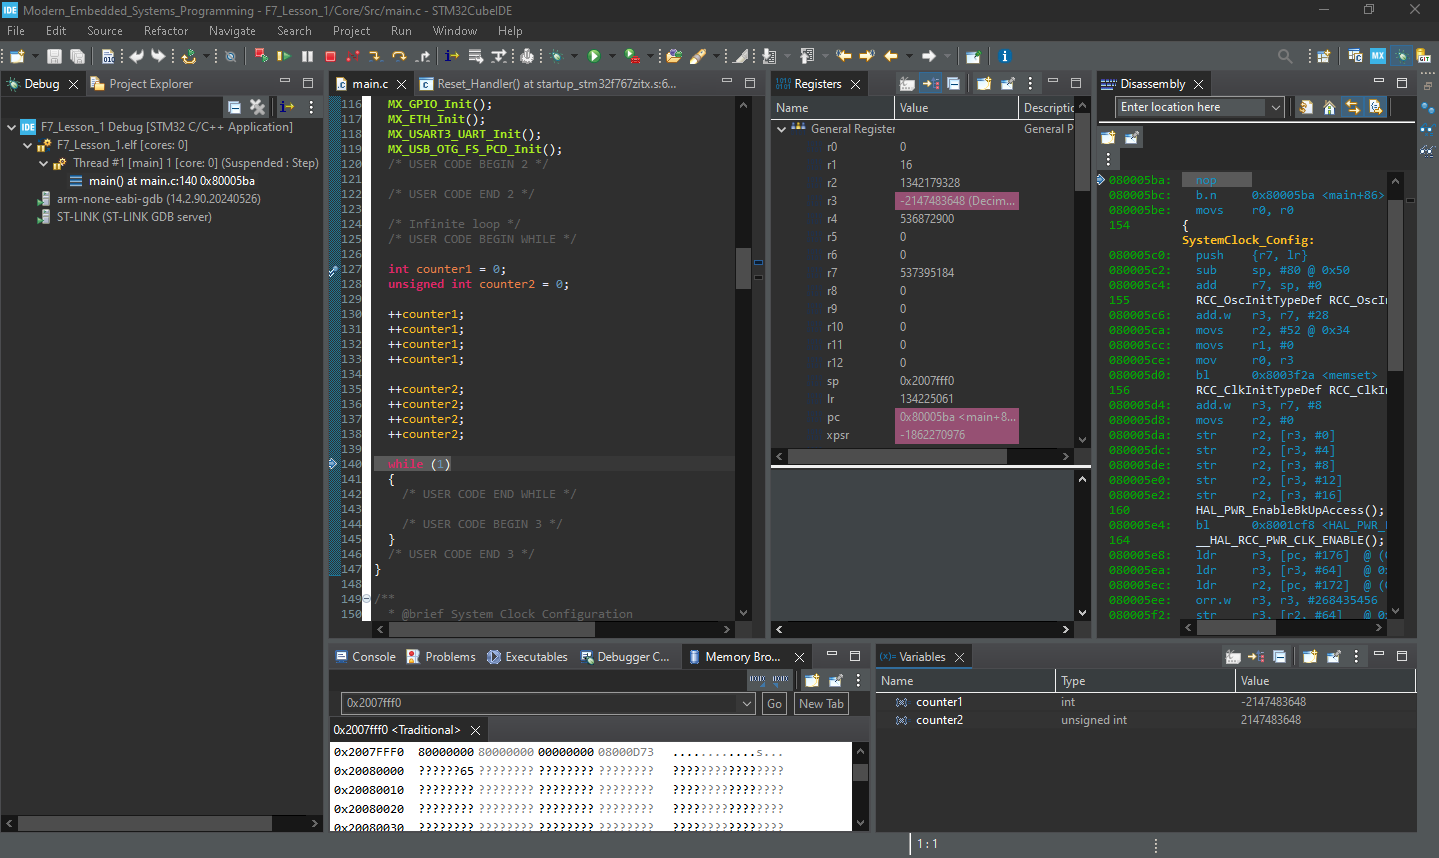 IDE Modern_Embedded_Systems_Programming - F7_Lesson_1/Core/Src/main.c - STM32CubeIDE
File Edit Source Refactor Navigate Search Project Run Window Help
Debug
Project Explorer
IDE F7_Lesson_1 Debug [STM32 C/C++ Application]
F7_Lesson_1.elf [cores: 0]
Thread #1 [main] 1 [core: 0] (Suspended : Step)
main() at main.c:140 0x80005ba
arm-none-eabi-gdb (14.2.90.20240526)
ST-LINK (ST-LINK GDB server)
main.c
Reset_Handler() at startup_stm32f767zitx.s:6...
116 MX_GPIO_Init();
117 MX_ETH_Init();
118 MX_USART3_UART_Init();
119 MX_USB_OTG_FS_PCD_Init();
120 /* USER CODE BEGIN 2 */
121
122 /* USER CODE END 2 */
123
124 /* Infinite loop */
125 /* USER CODE BEGIN WHILE */
126
127 int counter1 = 0;
128 unsigned int counter2 = 0;
129
130 ++counter1;
131 ++counter1;
132 ++counter1;
133 ++counter1;
134
135 ++counter2;
136 ++counter2;
137 ++counter2;
138 ++counter2;
139
140 while (1)
141 {
142 /* USER CODE END WHILE */
143
144 /* USER CODE BEGIN 3 */
145 }
146 /* USER CODE END 3 */
147 }
148
149 /**
150 * @brief System Clock Configuration
Registers
Name Value Descriptio
General Register General P
r0 0
r1 16
r2 1342179328
r3 -2147483648 (Decim...
r4 536872900
r5 0
r6 0
r7 537395184
r8 0
r9 0
r10 0
r11 0
r12 0
sp 0x2007fff0
lr 134225061
pc 0x80005ba <main+8...
xpsr -1862270976
Disassembly
Enter location here
080005ba: nop
080005bc: b.n 0x80005ba <main+86>
080005be: movs r0, r0
154 {
SystemClock_Config:
080005c0: push {r7, lr}
080005c2: sub sp, #80 @ 0x50
080005c4: add r7, sp, #0
155 RCC_OscInitTypeDef RCC_OscI
080005c6: add.w r3, r7, #28
080005ca: movs r2, #52 @ 0x34
080005cc: movs r1, #0
080005ce: mov r0, r3
080005d0: bl 0x8003f2a <memset>
156 RCC_ClkInitTypeDef RCC_ClkI
080005d4: add.w r3, r7, #8
080005d8: movs r2, #0
080005da: str r2, [r3, #0]
080005dc: str r2, [r3, #4]
080005de: str r2, [r3, #8]
080005e0: str r2, [r3, #12]
080005e2: str r2, [r3, #16]
160 HAL_PWR_EnableBkUpAccess();
080005e4: bl 0x8001cf8 <HAL_PWR_
164 __HAL_RCC_PWR_CLK_ENABLE();
080005e8: ldr r3, [pc, #176] @ (
080005ea: ldr r3, [r3, #64] @ 0
080005ec: ldr r2, [pc, #172] @ (
080005ee: orr.w r3, r3, #268435456
080005f2: str r3, [r2, #64] @ 0
Console Problems Executables Debugger C... Memory Bro...
0x2007fff0 Go New Tab
0x2007FFF0 <Traditional>
0x2007FFF0 80000000 80000000 00000000 08000D73 ............s...
0x20080000 ??????65 ???????? ???????? ???????? ????????????????
0x20080010 ???????? ???????? ???????? ???????? ????????????????
0x20080020 ???????? ???????? ???????? ???????? ????????????????
0x20080030 ???????? ???????? ???????? ???????? ????????????????
Variables
Name Type Value
counter1 int -2147483648
counter2 unsigned int 2147483648
1 : 1